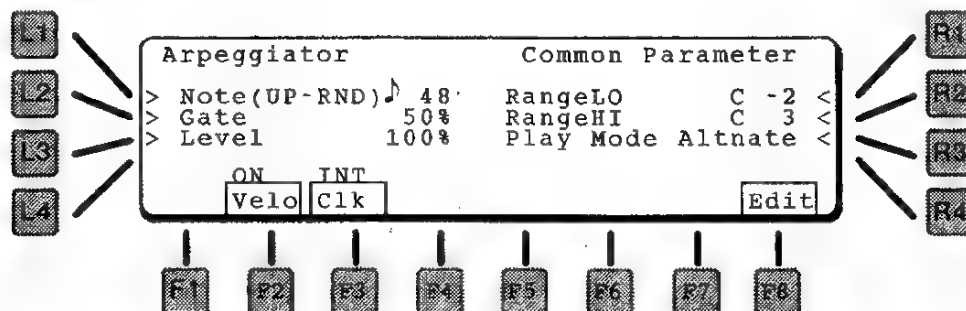 L1
R1
Arpeggiator Common Parameter
L2
R2
> Note(UP-RND)♪ 48 RangeLO C -2 <
> Gate 50% RangeHI C 3 <
> Level 100% Play Mode Altnate <
L3
R3
ON INT
Velo Clk Edit
L4
R4
F1 F2 F3 F4 F5 F6 F7 F8